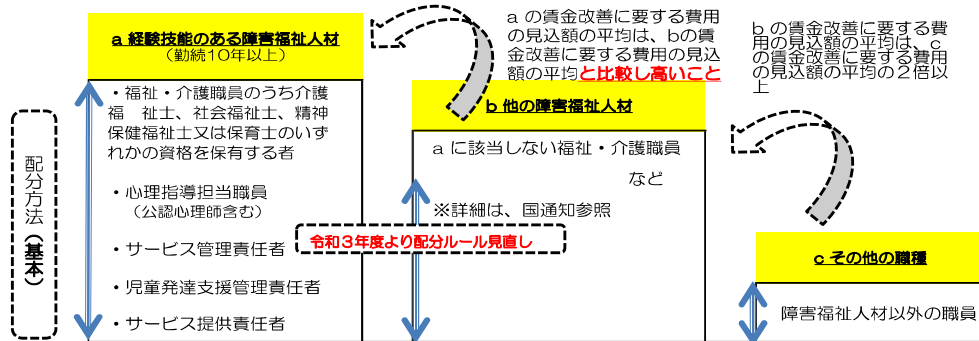 配分方法（基本）
a 経験技能のある障害福祉人材
（勤続１０年以上）
・福祉・介護職員のうち介護
福　祉士、社会福祉士、精神
保健福祉士又は保育士のいず
れかの資格を保有する者
・心理指導担当職員
（公認心理師含む）
・サービス管理責任者
・児童発達支援管理責任者
・サービス提供責任者
a の賃金改善に要する費用
の見込額の平均は、bの賃
金改善に要する費用の見込
額の平均と比較し高いこと
b 他の障害福祉人材
a に該当しない福祉・介護職員
など
※詳細は、国通知参照
令和３年度より配分ルール見直し
b の賃金改善に要する費
用の見込額の平均は、c
の賃金改善に要する費用
の見込額の平均の２倍以
上
c その他の職種
障害福祉人材以外の職員